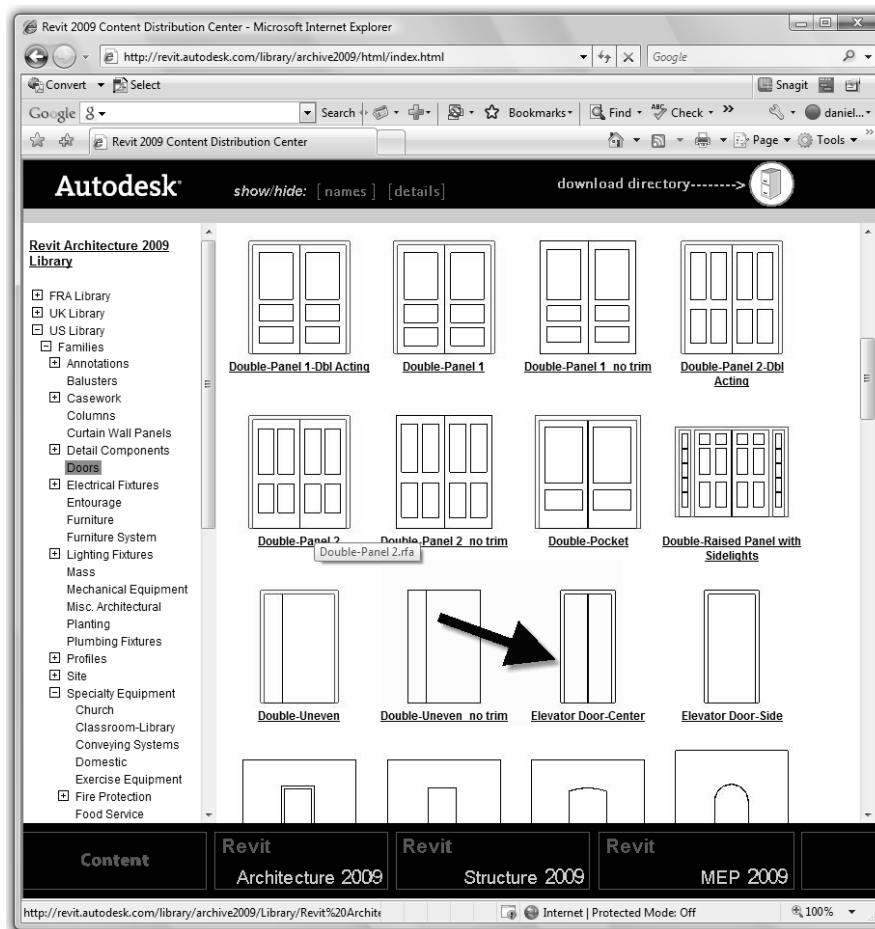 Revit 2009 Content Distribution Center - Microsoft Internet Explorer
http://revit.autodesk.com/library/archive2009/html/index.html
Google
Convert Select
Snagit
Google
Search Bookmarks Find Check daniel...
Revit 2009 Content Distribution Center
Page Tools
Autodesk
show/hide: [names] [details]
download directory------->
Revit Architecture 2009
Library
FRA Library
UK Library
US Library
Families
Annotations
Balusters
Casework
Columns
Curtain Wall Panels
Detail Components
Doors
Electrical Fixtures
Entourage
Furniture
Furniture System
Lighting Fixtures
Mass
Mechanical Equipment
Misc. Architectural
Planting
Plumbing Fixtures
Profiles
Site
Specialty Equipment
Church
Classroom-Library
Conveying Systems
Domestic
Exercise Equipment
Fire Protection
Food Service
Double-Panel 1-Dbl Acting
Double-Panel 1
Double-Panel 1_no trim
Double-Panel 2-Dbl
Acting
Double-Panel 2
Double-Panel 2_no trim
Double-Pocket
Double-Raised Panel with
Sidelights
Double-Panel 2.rfa
Double-Uneven
Double-Uneven_no trim
Elevator Door-Center
Elevator Door-Side
Content
Revit
Architecture 2009
Revit
Structure 2009
Revit
MEP 2009
http://revit.autodesk.com/library/archive2009/Library/Revit%20Archite
Internet | Protected Mode: Off
100%